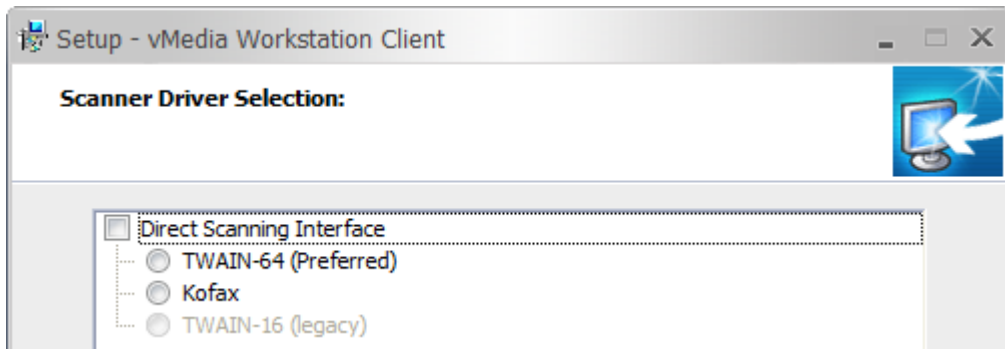 Setup - vMedia Workstation Client
Scanner Driver Selection:
Direct Scanning Interface
TWAIN-64 (Preferred)
Kofax
TWAIN-16 (legacy)